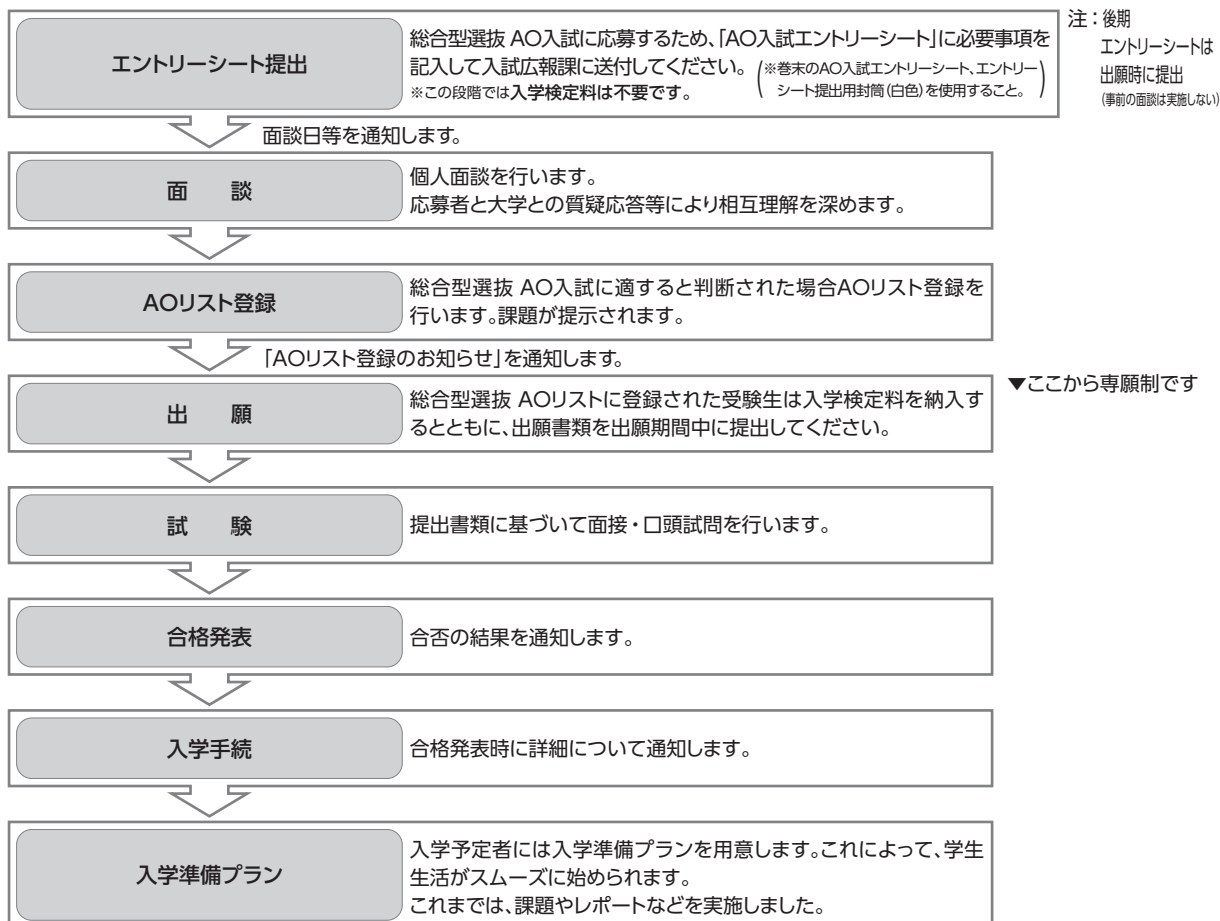 エントリーシート提出
総合型選抜 AO入試に応募するため、「AO入試エントリーシート」に必要事項を
記入して入試広報課に送付してください。
(※巻末のAO入試エントリーシート、エントリー
シート提出用封筒(白色)を使用すること。)
※この段階では入学検定料は不要です。
注:後期
エントリーシートは
出願時に提出
(事前の面談は実施しない)
面談日等を通知します。
面 談
個人面談を行います。
応募者と大学との質疑応答等により相互理解を深めます。
AOリスト登録
総合型選抜 AO入試に適すると判断された場合AOリスト登録を
行います。課題が提示されます。
「AOリスト登録のお知らせ」を通知します。
▼ここから専願制です
出 願
総合型選抜 AOリストに登録された受験生は入学検定料を納入す
るとともに、出願書類を出願期間中に提出してください。
試 験
提出書類に基づいて面接・口頭試問を行います。
合格発表
合否の結果を通知します。
入学手続
合格発表時に詳細について通知します。
入学準備プラン
入学予定者には入学準備プランを用意します。これによって、学生
生活がスムーズに始められます。
これまでは、課題やレポートなどを実施しました。